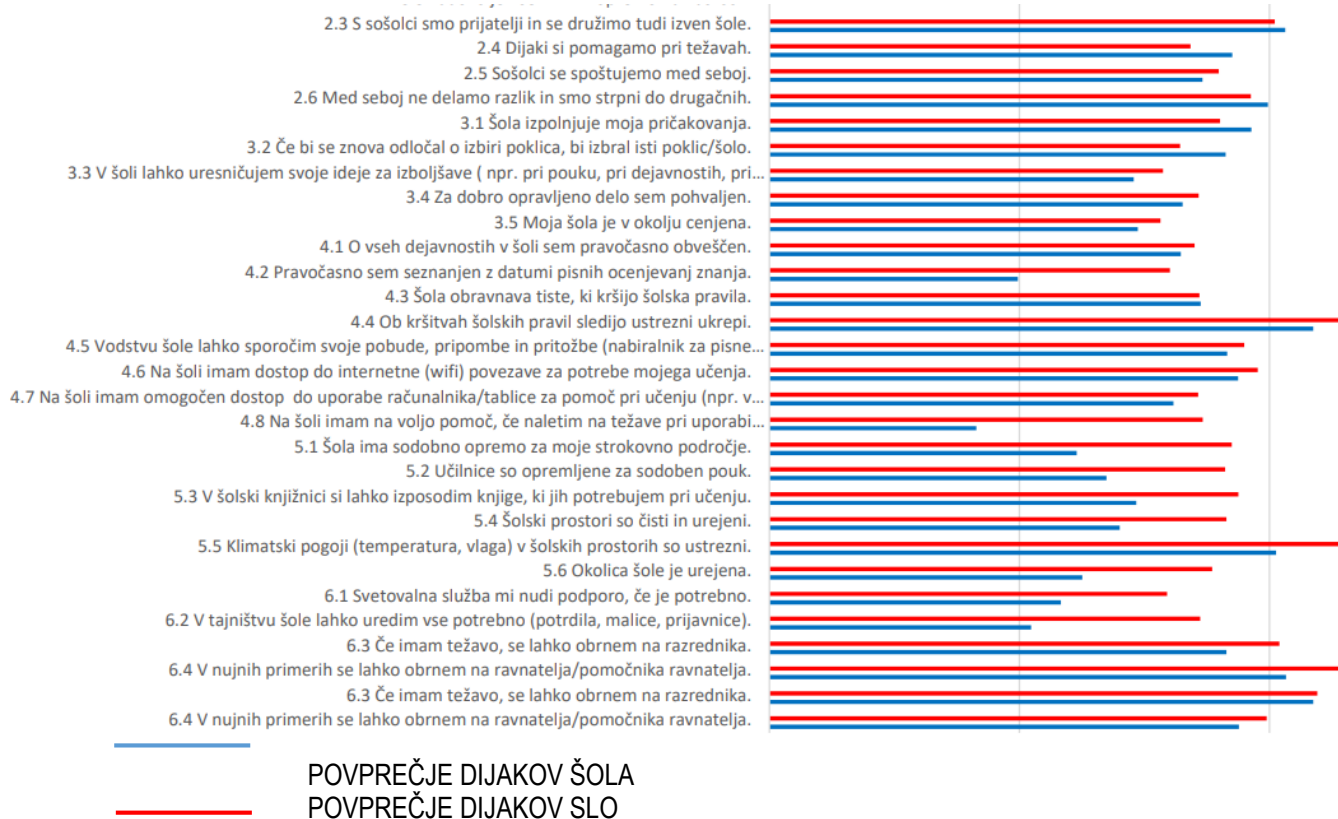 2.3 S sošolci smo prijatelji in se družimo tudi izven šole.
2.4 Dijaki si pomagamo pri težavah.
2.5 Sošolci se spoštujemo med seboj.
2.6 Med seboj ne delamo razlik in smo strpni do drugačnih.
3.1 Šola izpolnjuje moja pričakovanja.
3.2 Če bi se znova odločal o izbiri poklica, bi izbral isti poklic/šolo.
3.3 V šoli lahko uresničujem svoje ideje za izboljšave ( npr. pri pouku, pri dejavnostih, pri…
3.4 Za dobro opravljeno delo sem pohvaljen.
3.5 Moja šola je v okolju cenjena.
4.1 O vseh dejavnostih v šoli sem pravočasno obveščen.
4.2 Pravočasno sem seznanjen z datumi pisnih ocenjevanj znanja.
4.3 Šola obravnava tiste, ki kršijo šolska pravila.
4.4 Ob kršitvah šolskih pravil sledijo ustrezni ukrepi.
4.5 Vodstvu šole lahko sporočim svoje pobude, pripombe in pritožbe (nabiralnik za pisne…
4.6 Na šoli imam dostop do internetne (wifi) povezave za potrebe mojega učenja.
4.7 Na šoli imam omogočen dostop do uporabe računalnika/tablice za pomoč pri učenju (npr. v…
4.8 Na šoli imam na voljo pomoč, če naletim na težave pri uporabi…
5.1 Šola ima sodobno opremo za moje strokovno področje.
5.2 Učilnice so opremljene za sodoben pouk.
5.3 V šolski knjižnici si lahko izposodim knjige, ki jih potrebujem pri učenju.
5.4 Šolski prostori so čisti in urejeni.
5.5 Klimatski pogoji (temperatura, vlaga) v šolskih prostorih so ustrezni.
5.6 Okolica šole je urejena.
6.1 Svetovalna služba mi nudi podporo, če je potrebno.
6.2 V tajništvu šole lahko uredim vse potrebno (potrdila, malice, prijavnice).
6.3 Če imam težavo, se lahko obrnem na razrednika.
6.4 V nujnih primerih se lahko obrnem na ravnatelja/pomočnika ravnatelja.
6.3 Če imam težavo, se lahko obrnem na razrednika.
6.4 V nujnih primerih se lahko obrnem na ravnatelja/pomočnika ravnatelja.
POVPREČJE DIJAKOV ŠOLA
POVPREČJE DIJAKOV SLO